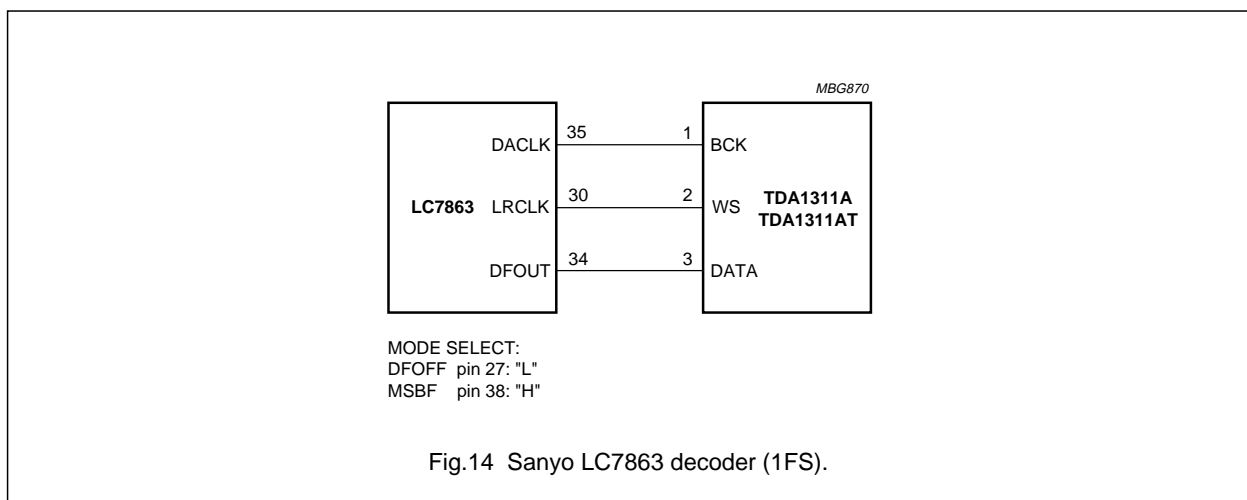 MBG870
DACLK 35 1 BCK
LC7863 LRCLK 30 2 WS TDA1311A
TDA1311AT
DFOUT 34 3 DATA
MODE SELECT:
DFOFF pin 27: "L"
MSBF pin 38: "H"
Fig.14 Sanyo LC7863 decoder (1FS).